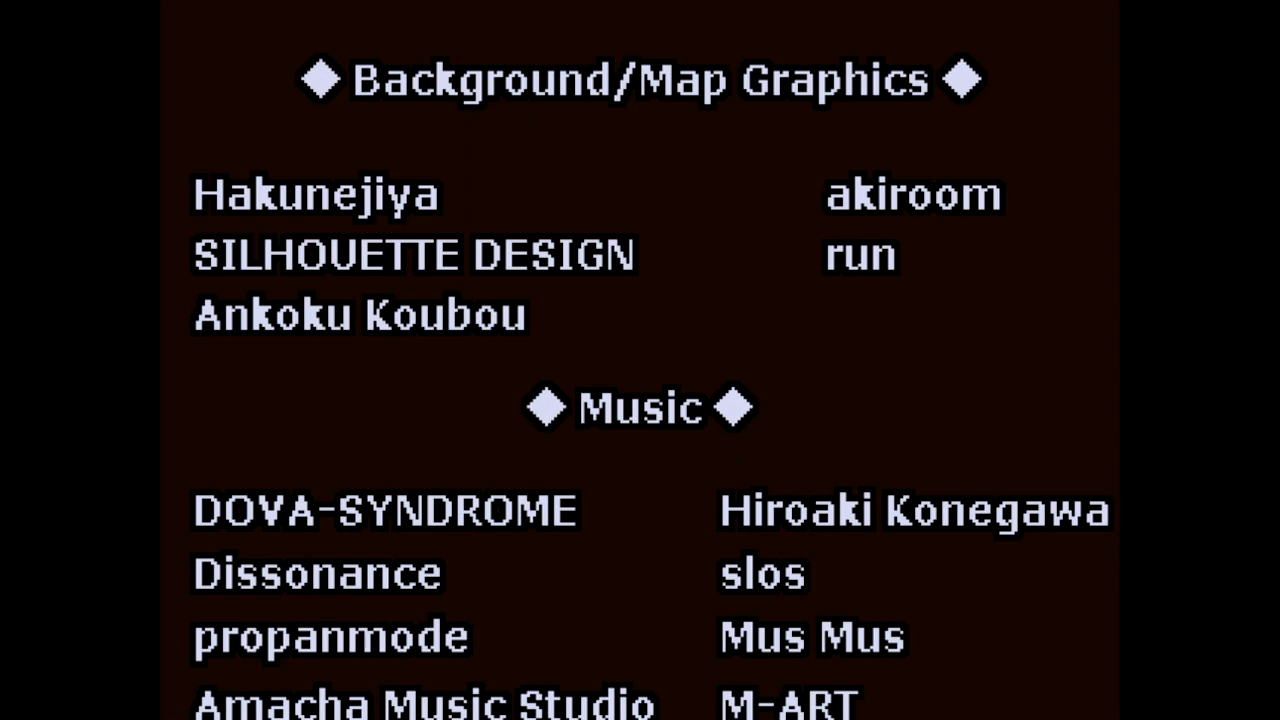 ◆ Background/Map Graphics ◆
Hakunejiya akiroom
SILHOUETTE DESIGN run
Ankoku Koubou
◆ Music ◆
DOVA-SYNDROME Hiroaki Konegawa
Dissonance slos
propanmode Mus Mus
Amacha Music Studio M-ART